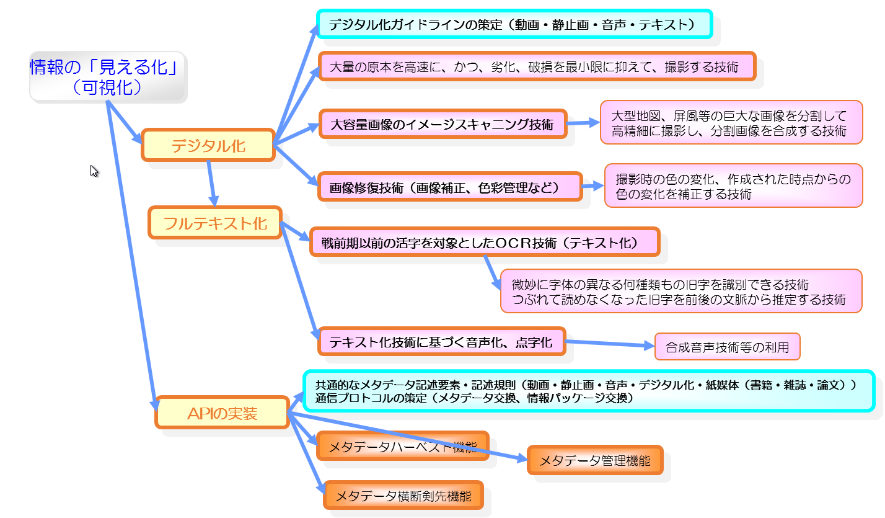 デジタル化ガイドラインの策定（動画・静止画・音声・テキスト）
情報の「見える化」
（可視化）
大量の原本を高速に、かつ、劣化、破損を最小限に抑えて、撮影する技術
大容量画像のイメージスキャニング技術
大型地図、屏風等の巨大な画像を分割して
高精細に撮影し、分割画像を合成する技術
デジタル化
画像修復技術（画像補正、色彩管理など）
撮影時の色の変化、作成された時点からの
色の変化を補正する技術
フルテキスト化
戦前期以前の活字を対象としたＯＣＲ技術（テキスト化）
微妙に字体の異なる何種類もの旧字を識別できる技術
つぶれて読めなくなった旧字を前後の文脈から推定する技術
テキスト化技術に基づく音声化、点字化
合成音声技術等の利用
共通的なメタデータ記述要素・記述規則（動画・静止画・音声・デジタル化・紙媒体（書籍・雑誌・論文））
通信プロトコルの策定（メタデータ交換、情報パッケージ交換）
APIの実装
メタデータハーベスト機能
メタデータ管理機能
メタデータ横断剣先機能